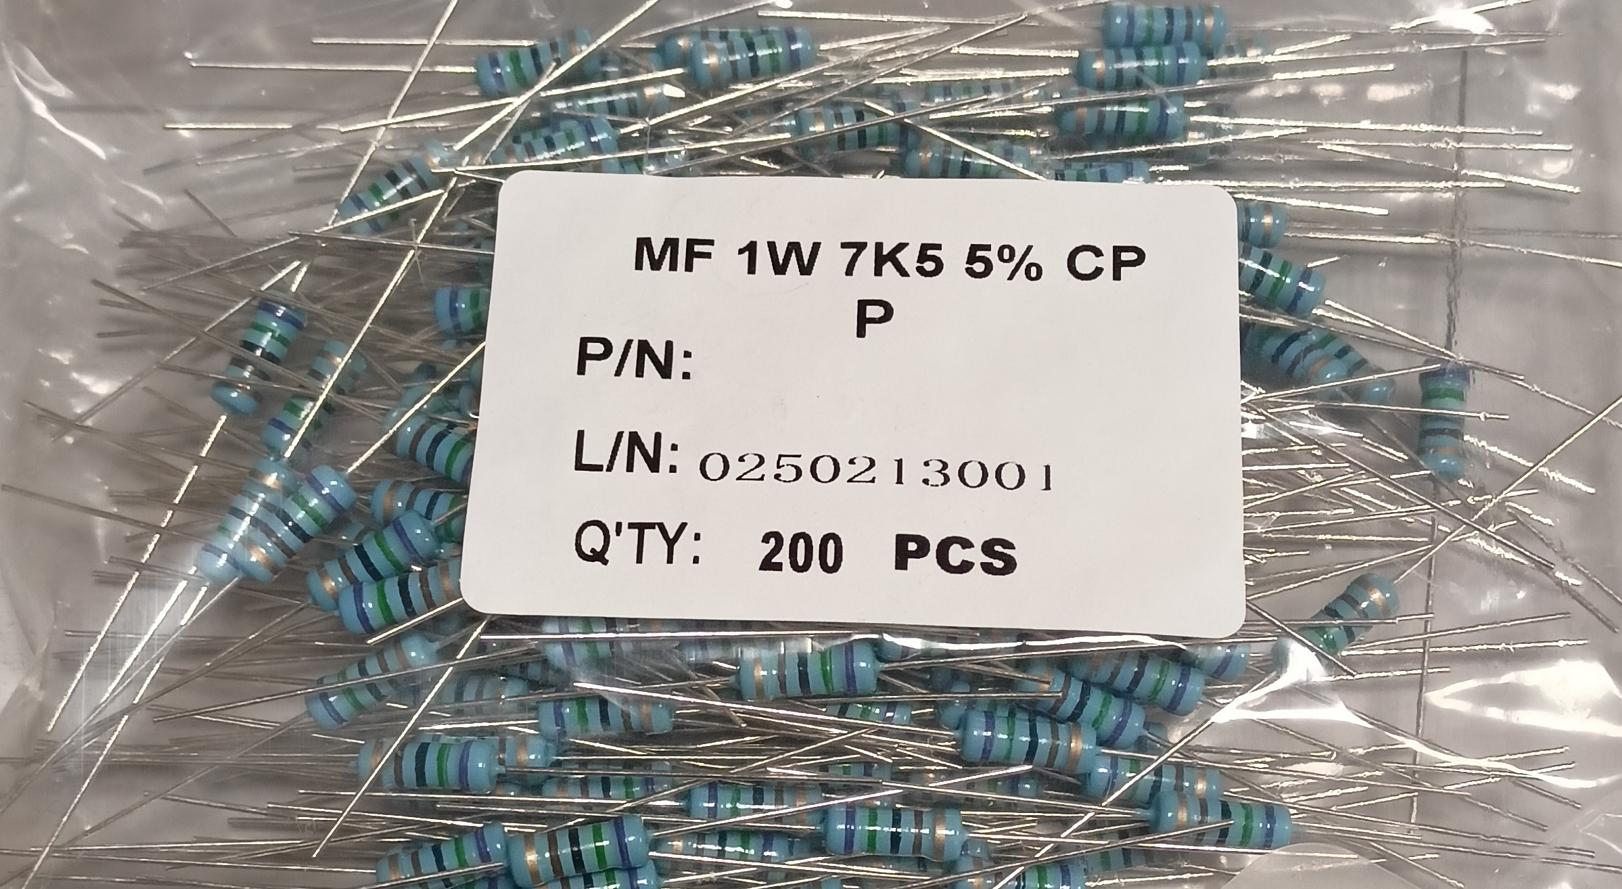 MF 1W 7K5 5% CP
P
P/N:
L/N: 0250213001
Q'TY: 200 PCS